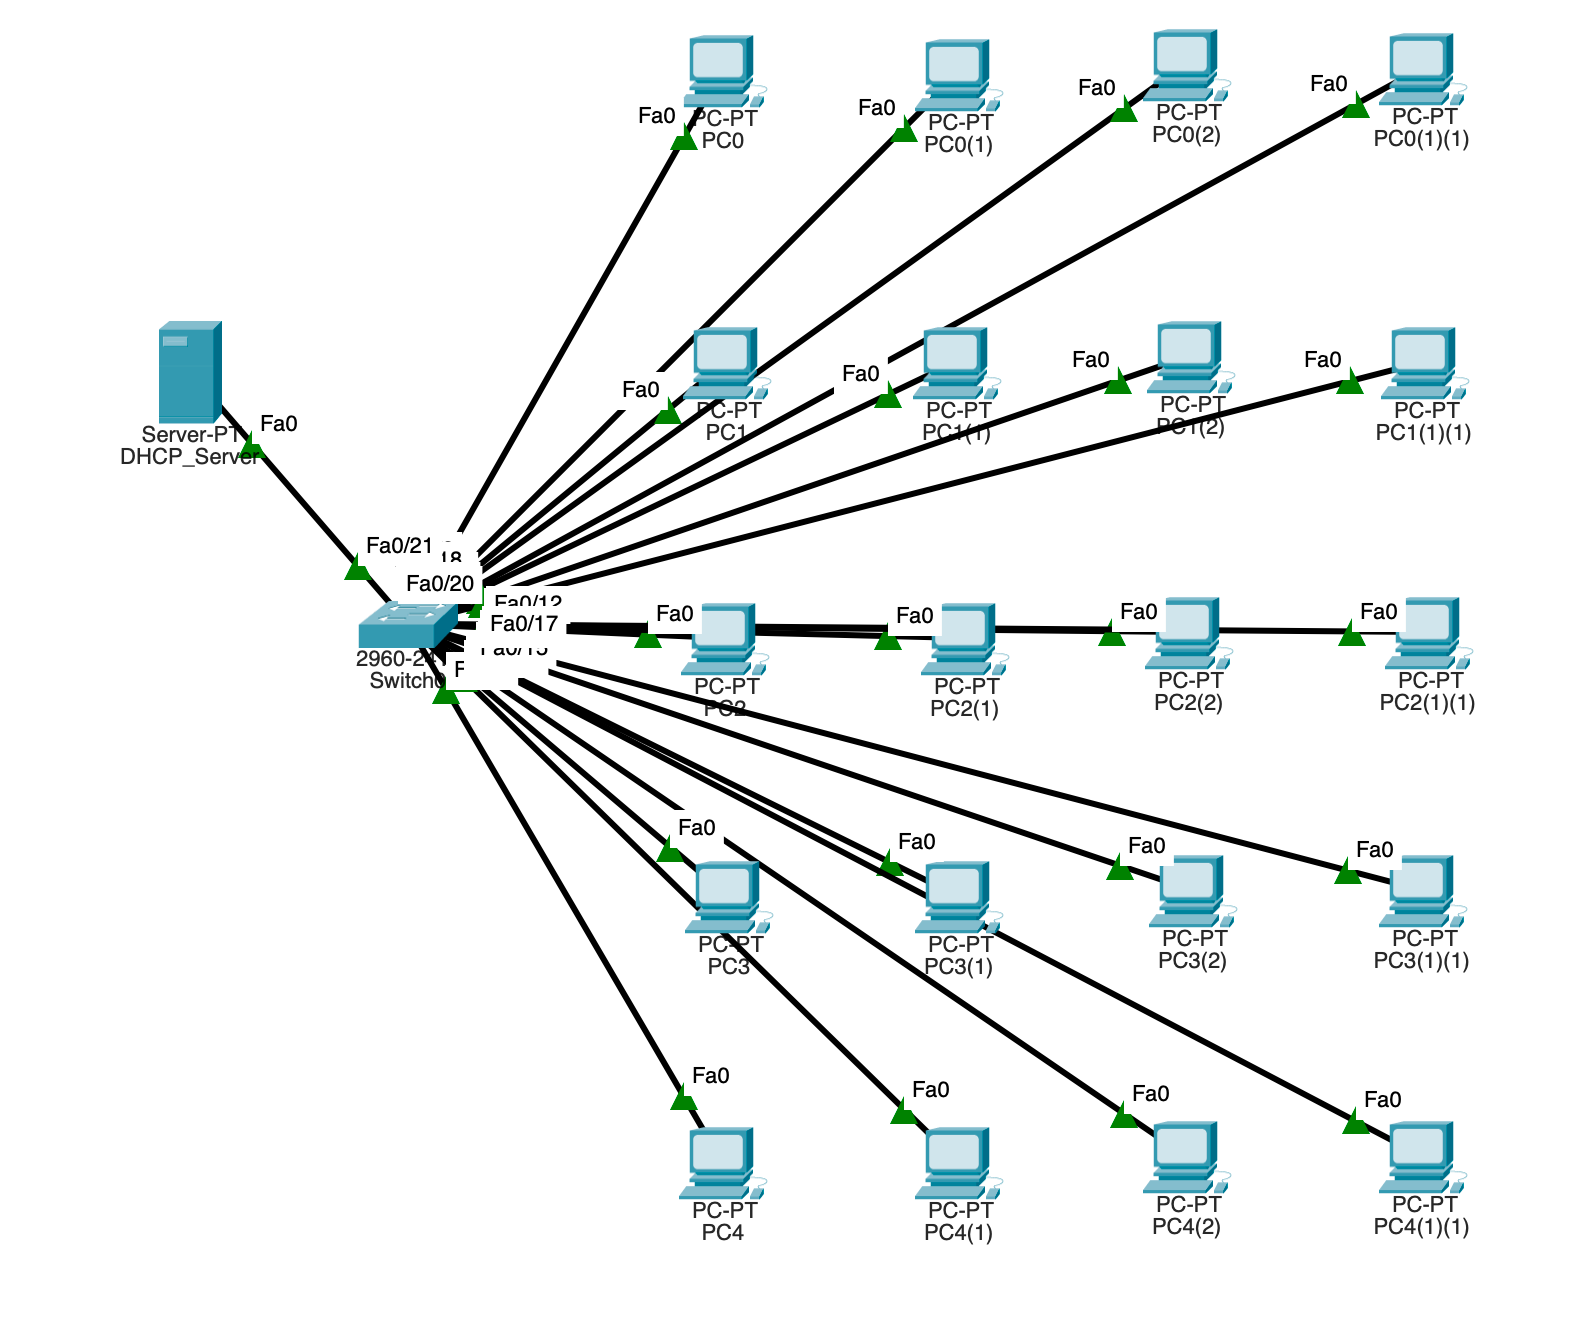 Fa0
PC-PT
PC0
Fa0
PC-PT
PC0(1)
Fa0
PC-PT
PC0(2)
Fa0
PC-PT
PC0(1)(1)
Fa0
PC-PT
PC1
Fa0
PC-PT
PC1(1)
Fa0
PC-PT
PC1(2)
Fa0
PC-PT
PC1(1)(1)
Server-PT
DHCP_Server
Fa0
Fa0/21
18
Fa0/20
Fa0/12
Fa0/17
Fa0/15
2960-24
Switch0
Fa0
PC-PT
PC2
Fa0
PC-PT
PC2(1)
Fa0
PC-PT
PC2(2)
Fa0
PC-PT
PC2(1)(1)
Fa0
PC-PT
PC3
Fa0
PC-PT
PC3(1)
Fa0
PC-PT
PC3(2)
Fa0
PC-PT
PC3(1)(1)
Fa0
PC-PT
PC4
Fa0
PC-PT
PC4(1)
Fa0
PC-PT
PC4(2)
Fa0
PC-PT
PC4(1)(1)